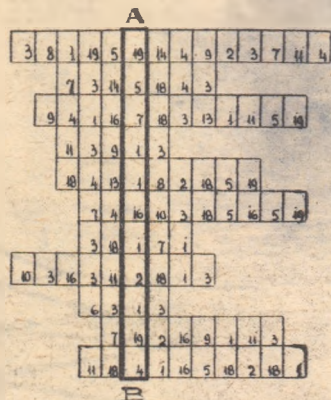 A
3 8 1 19 5 19 14 4 9 2 3 7 11 4
7 3 14 5 18 4 3
9 4 1 16 7 18 3 13 1 11 5 19
11 3 9 1 3
18 4 13 1 8 2 18 5 19
7 4 16 10 3 18 5 16 5 19
3 18 1 7 1
10 3 16 3 11 2 18 1 3
6 3 1 3
7 19 2 16 9 1 11 3
11 18 4 1 16 5 18 2 18 1
B